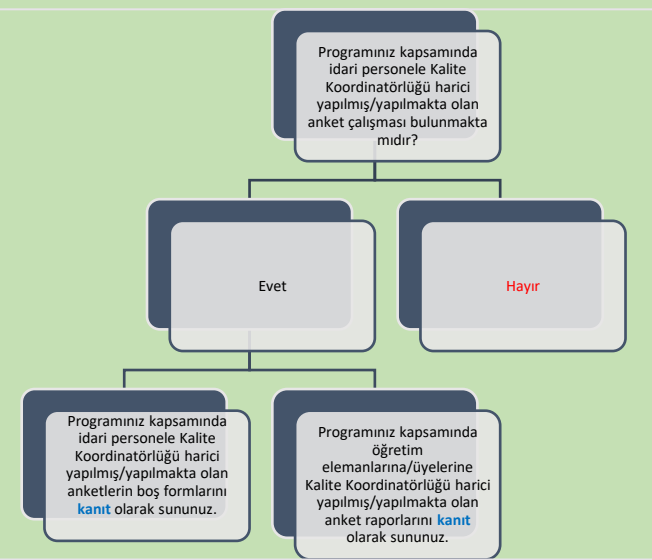 Programınız kapsamında
idari personele Kalite
Koordinatörlüğü harici
yapılmış/yapılmakta olan
anket çalışması bulunmakta
mıdır?
Evet
Hayır
Programınız kapsamında
idari personele Kalite
Koordinatörlüğü harici
yapılmış/yapılmakta olan
anketlerin boş formlarını
kanıt olarak sununuz.
Programınız kapsamında
öğretim
elemanlarına/üyelerine
Kalite Koordinatörlüğü harici
yapılmış/yapılmakta olan
anket raporlarını kanıt
olarak sununuz.